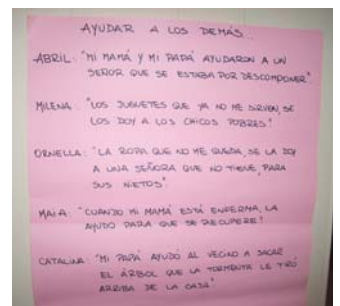 AYUDAR A LOS DEMÁS...
ABRIL: "MI MAMÁ Y MI PAPÁ AYUDARON A UN
SEÑOR QUE SE ESTABA POR DESCOMPONER".
MILENA: "LOS JUGUETES QUE YA NO ME SIRVEN, SE
LOS DOY A LOS CHICOS POBRES!
ORNELLA: "LA ROPA QUE NO ME QUEDA, SE LA DOY
A UNA SEÑORA QUE NO TIENE, PARA
SUS NIETOS".
MAIA: "CUANDO MI MAMÁ ESTÁ ENFERMA, LA
AYUDO PARA QUE SE RECUPERE!
CATALINA: "MI PAPÁ AYUDÓ AL VECINO A SACAR
EL ÁRBOL QUE LA TORMENTA LE TIRÓ
ARRIBA DE LA CASA".